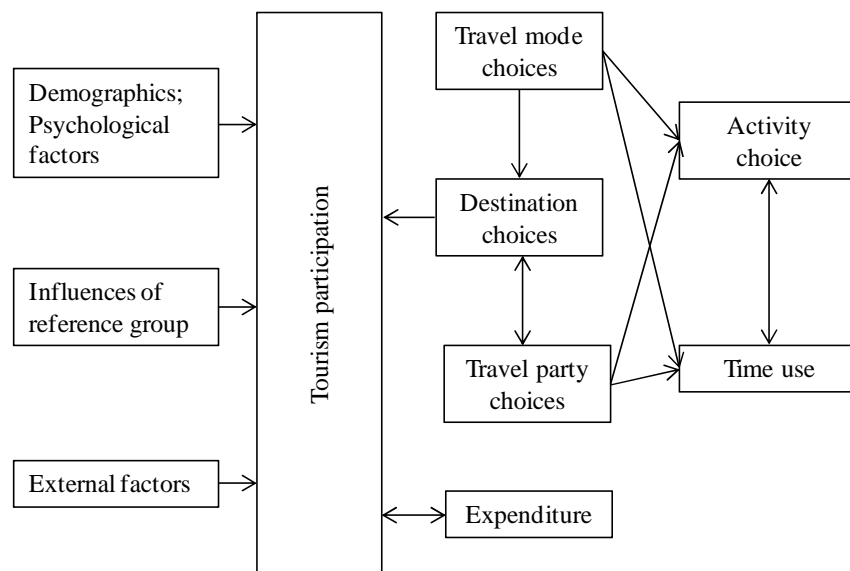 Demographics;
Psychological
factors
Influences of
reference group
External factors
Tourism participation
Travel mode
choices
Destination
choices
Travel party
choices
Expenditure
Activity
choice
Time use